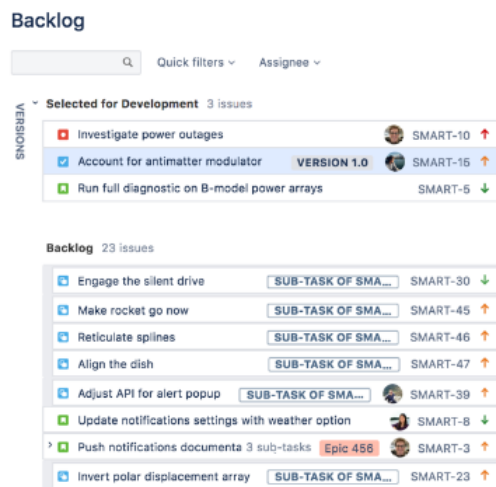 Backlog
Quick filters Assignee
VERSIONS
Selected for Development 3 issues
Investigate power outages SMART-10
Account for antimatter modulator VERSION 1.0 SMART-15
Run full diagnostic on B-model power arrays SMART-5
Backlog 23 issues
Engage the silent drive SUB-TASK OF SMA... SMART-30
Make rocket go now SUB-TASK OF SMA... SMART-45
Reticulate splines SUB-TASK OF SMA... SMART-46
Align the dish SUB-TASK OF SMA... SMART-47
Adjust API for alert popup SUB-TASK OF SMA... SMART-39
Update notifications settings with weather option SMART-8
Push notifications documenta 3 sub-tasks Epic 456 SMART-3
Invert polar displacement array SUB-TASK OF SMA... SMART-23